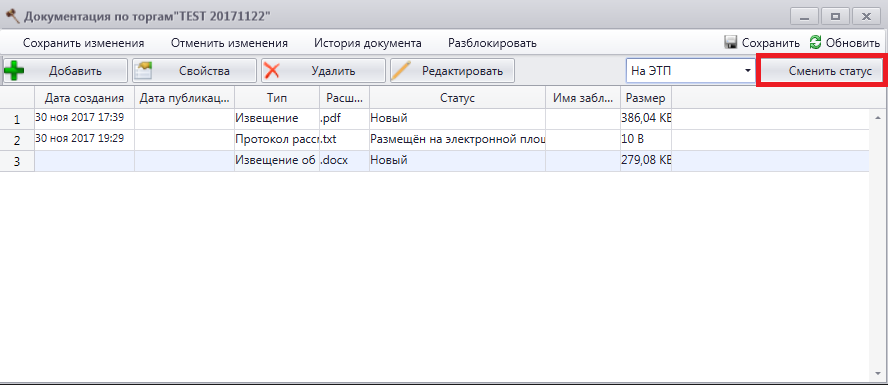 Документация по торгам"TEST 20171122"
Сохранить изменения Отменить изменения История документа Разблокировать Сохранить Обновить
Добавить Свойства Удалить Редактировать На ЭТП Сменить статус
Дата создания Дата публикац... Тип Расш... Статус Имя забл... Размер
1 30 ноя 2017 17:39 Извещение .pdf Новый 386,04 КБ
2 30 ноя 2017 19:29 Протокол расс .txt Размещён на электронной площ 10 B
3 Извещение об .docx Новый 279,08 КБ